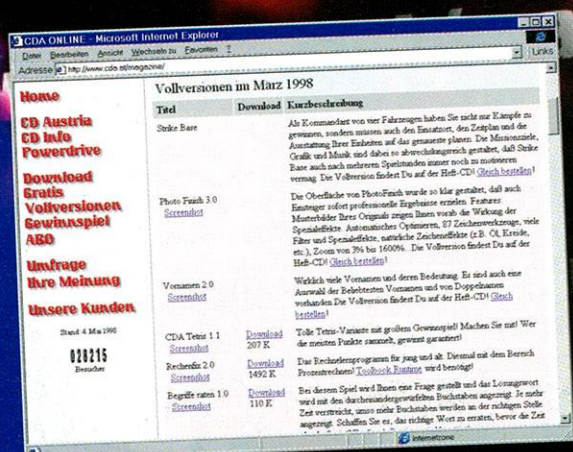 CDA ONLINE - Microsoft Internet Explorer
Datei Bearbeiten Ansicht Wechseln zu Favoriten ?
Links
Adresse http://www.cda.at/magazine/
Home
CD Austria
CD Info
Powerdrive
Download
Gratis
Vollversionen
Gewinnspiel
ABO
Umfrage
Ihre Meinung
Unsere Kunden
Stand: 4. Mai 1998
028215
Besucher
Vollversionen im März 1998
Titel Download Kurzbeschreibung
Strike Base
Als Kommandant von vier Fahrzeugen haben Sie nicht nur Kämpfe zu
gewinnen, sondern müssen auch den Einsatzort, den Zeitplan und die
Ausstattung Ihrer Einheiten auf das genaueste planen. Die Missionsziele,
Grafik und Musik sind dabei so abwechslungsreich gestaltet, daß Strike
Base auch nach mehreren Spielstunden immer noch zu motivieren
vermag. Die Vollversion findest Du auf der Heft-CD! Gleich bestellen!
Photo Finish 3.0
Screenshot
Die Oberfläche von PhotoFinish wurde so klar gestaltet, daß auch
Einsteiger sofort professionelle Ergebnisse erzielen. Features:
Musterbilder Ihres Originals zeigen Ihnen vorab die Wirkung der
Spezialeffekte. Automatisches Optimieren, 87 Zeichenwerkzeuge, viele
Filter und Spezialeffekte, natürliche Zeicheneffekte (z.B. Öl, Kreide,
etc.), Zoom von 3% bis 1600%. Die Vollversion findest Du auf der
Heft-CD! Gleich bestellen!
Vornamen 2.0
Screenshot
Wirklich viele Vornamen und deren Bedeutung. Es sind auch eine
Auswahl der Beliebtesten Vornamen und von Doppelnamen
vorhanden. Die Vollversion findest Du auf der Heft-CD! Gleich
bestellen!
CDA Tetris 1.1
Screenshot
Download
207 K
Tolle Tetris-Variante mit großem Gewinnspiel! Machen Sie mit! Wer
die meisten Punkte sammelt, gewinnt garantiert!
Rechenfix 2.0
Screenshot
Download
1492 K
Das Rechnelernprogramm für jung und alt. Diesmal mit dem Bereich
Prozentrechnen! Toolbook Runtime wird benötigt!
Begriffe raten 1.0
Screenshot
Download
110 K
Bei diesem Spiel wird Ihnen eine Frage gestellt und das Lösungswort
wird mit den durcheinandergewürfelten Buchstaben angezeigt. Je mehr
Zeit verstreicht, umso mehr Buchstaben werden an der richtigen Stelle
angezeigt. Schaffen Sie es, das richtige Wort zu erraten, bevor die Zeit
Internetzone